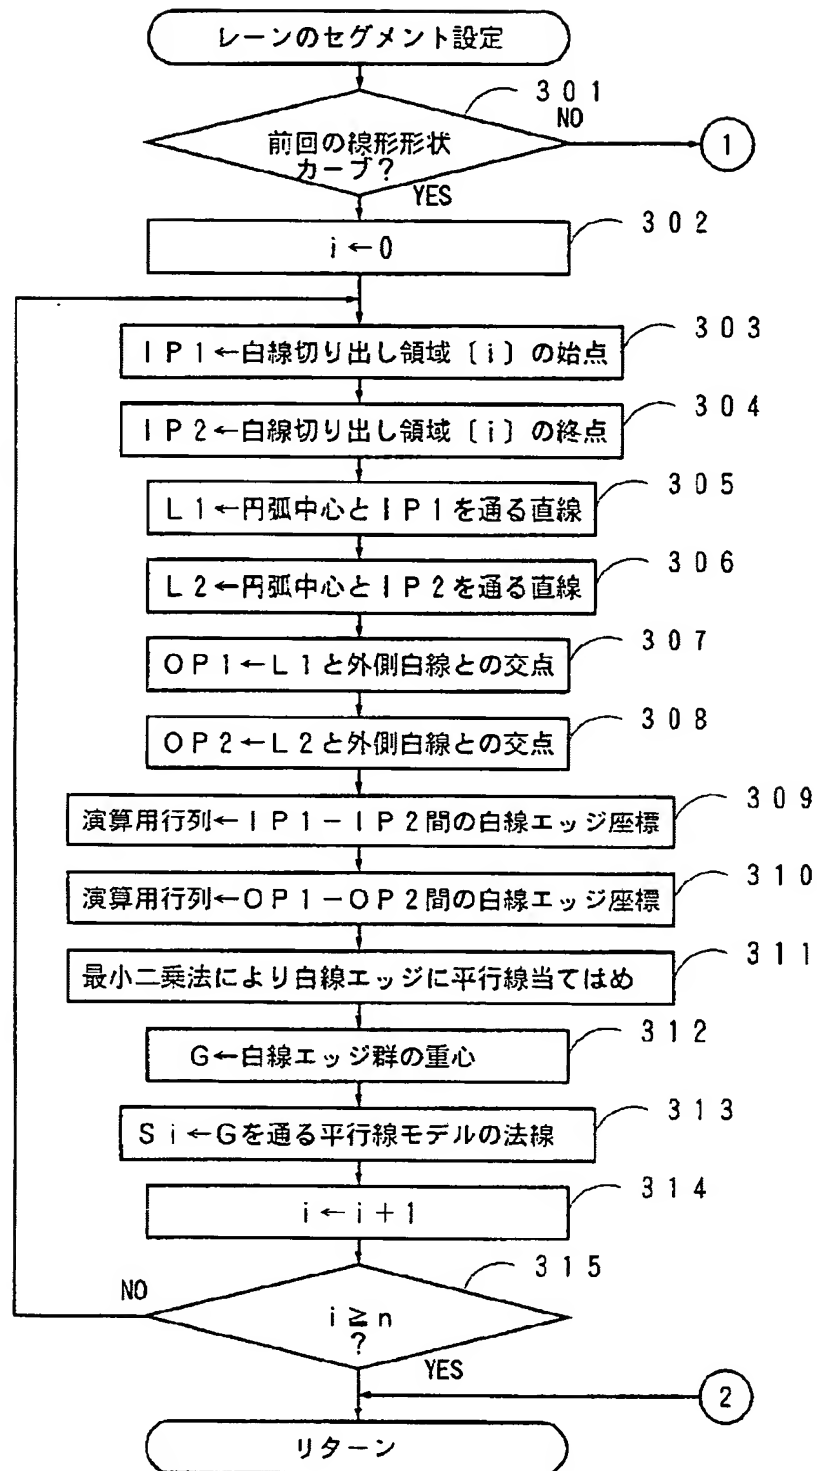 レーンのセグメント設定
301
前回の線形形状
カーブ?
NO
1
YES
302
i←0
303
IP1←白線切り出し領域〔i〕の始点
304
IP2←白線切り出し領域〔i〕の終点
305
L1←円弧中心とIP1を通る直線
306
L2←円弧中心とIP2を通る直線
307
OP1←L1と外側白線との交点
308
OP2←L2と外側白線との交点
309
演算用行列←IP1-IP2間の白線エッジ座標
310
演算用行列←OP1-OP2間の白線エッジ座標
311
最小二乗法により白線エッジに平行線当てはめ
312
G←白線エッジ群の重心
313
Si←Gを通る平行線モデルの法線
314
i←i+1
315
NO
i≧n
?
YES
2
リターン